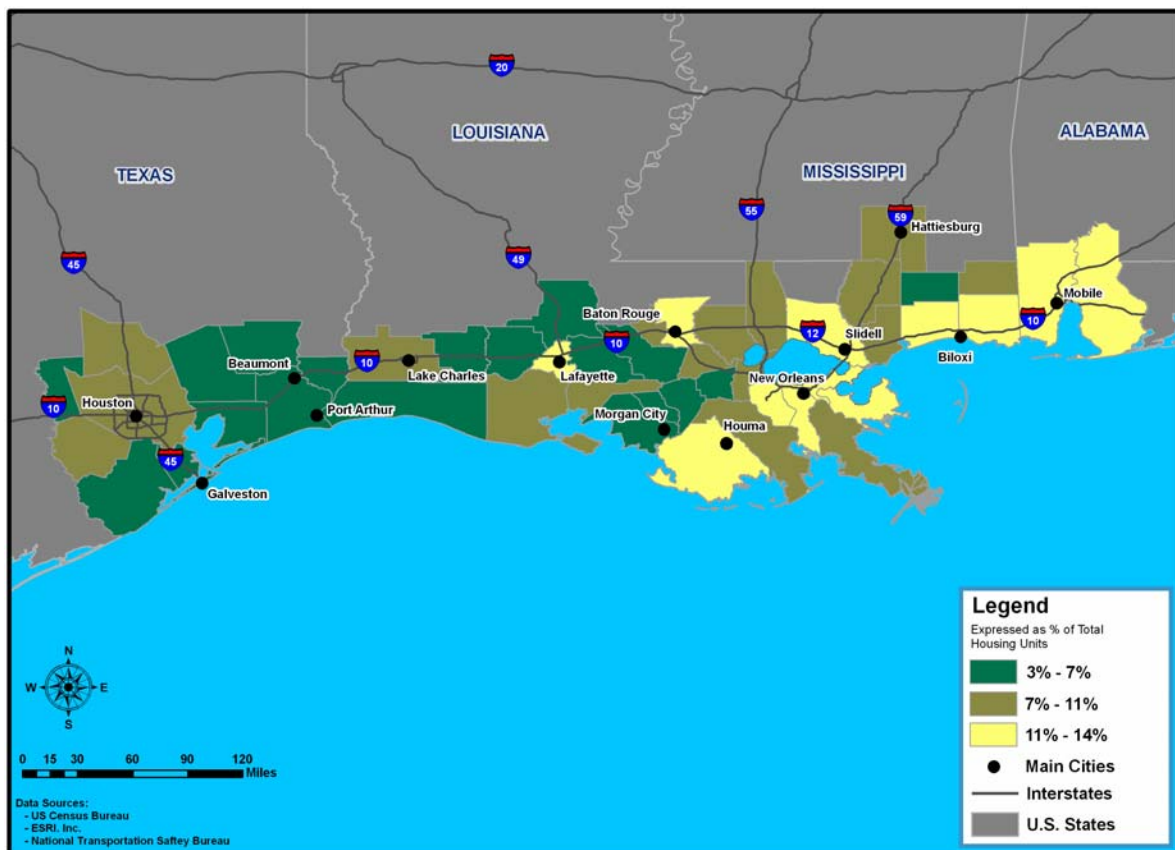 20
LOUISIANA
ALABAMA
TEXAS
MISSISSIPPI
55
59
Hattiesburg
45
49
Mobile
Baton Rouge
10
12
Slidell
10
Beaumont
10
Lake Charles
Lafayette
Biloxi
New Orleans
10
Houston
Port Arthur
Morgan City
Houma
45
Galveston
Legend
Expressed as % of Total
Housing Units
3% - 7%
7% - 11%
11% - 14%
Main Cities
Interstates
U.S. States
N
W
E
S
0 15 30 60 90 120
Miles
Data Sources:
- US Census Bureau
- ESRI. Inc.
- National Transportation Saftey Bureau